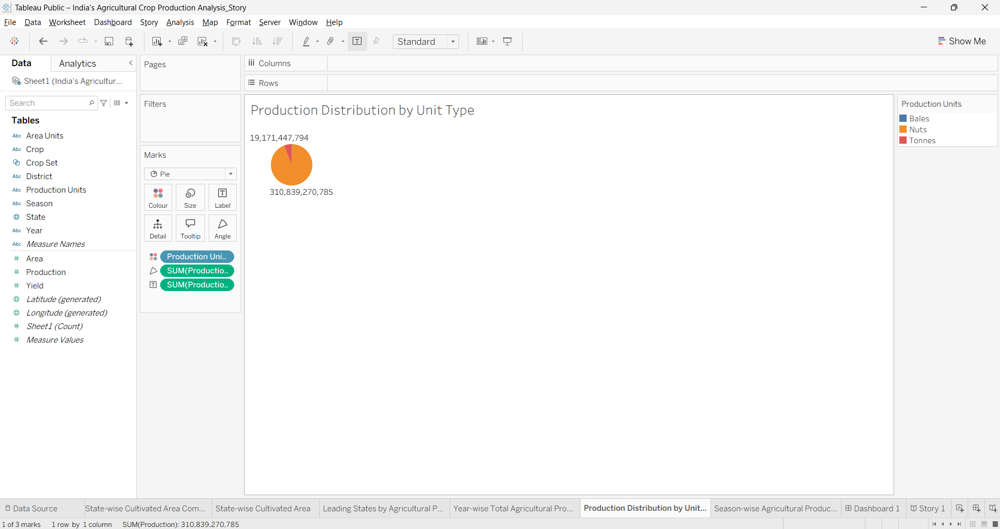 Tableau Public – India's Agricultural Crop Production Analysis_Story
File Data Worksheet Dashboard Story Analysis Map Format Server Window Help
Standard
Show Me
Data Analytics
Sheet1 (India's Agricultur...
Search
Tables
Abc Area Units
Abc Crop
Crop Set
Abc District
Abc Production Units
Abc Season
State
Abc Year
Abc Measure Names
Area
Production
Yield
Latitude (generated)
Longitude (generated)
Sheet1 (Count)
Measure Values
Pages
Filters
Marks
Pie
Colour Size Label
Detail Tooltip Angle
Production Uni..
SUM(Productio..
SUM(Productio..
Columns
Rows
Production Distribution by Unit Type
19,171,447,794
310,839,270,785
Production Units
Bales
Nuts
Tonnes
Data Source State-wise Cultivated Area Com... State-wise Cultivated Area Leading States by Agricultural P... Year-wise Total Agricultural Pro... Production Distribution by Unit... Season-wise Agricultural Produc... Dashboard 1 Story 1
1 of 3 marks 1 row by 1 column SUM(Production): 310,839,270,785